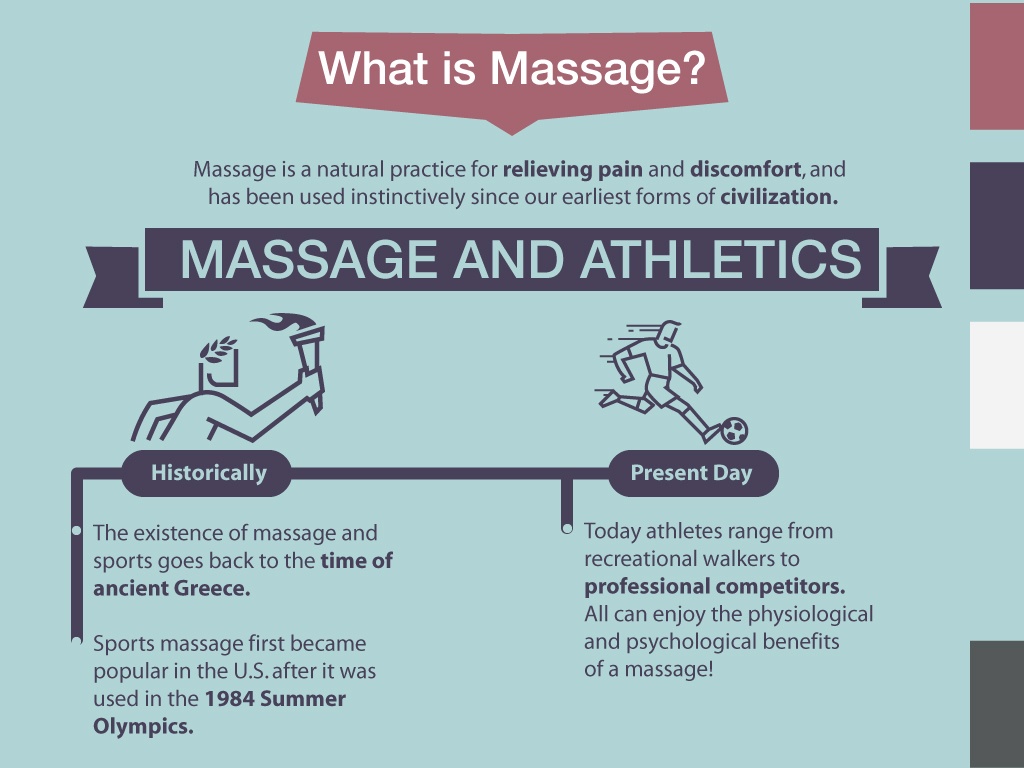 What is Massage?
Massage is a natural practice for relieving pain and discomfort, and
has been used instinctively since our earliest forms of civilization.
MASSAGE AND ATHLETICS
Historically
The existence of massage and
sports goes back to the time of
ancient Greece.
Sports massage first became
popular in the U.S. after it was
used in the 1984 Summer
Olympics.
Present Day
Today athletes range from
recreational walkers to
professional competitors.
All can enjoy the physiological
and psychological benefits
of a massage!